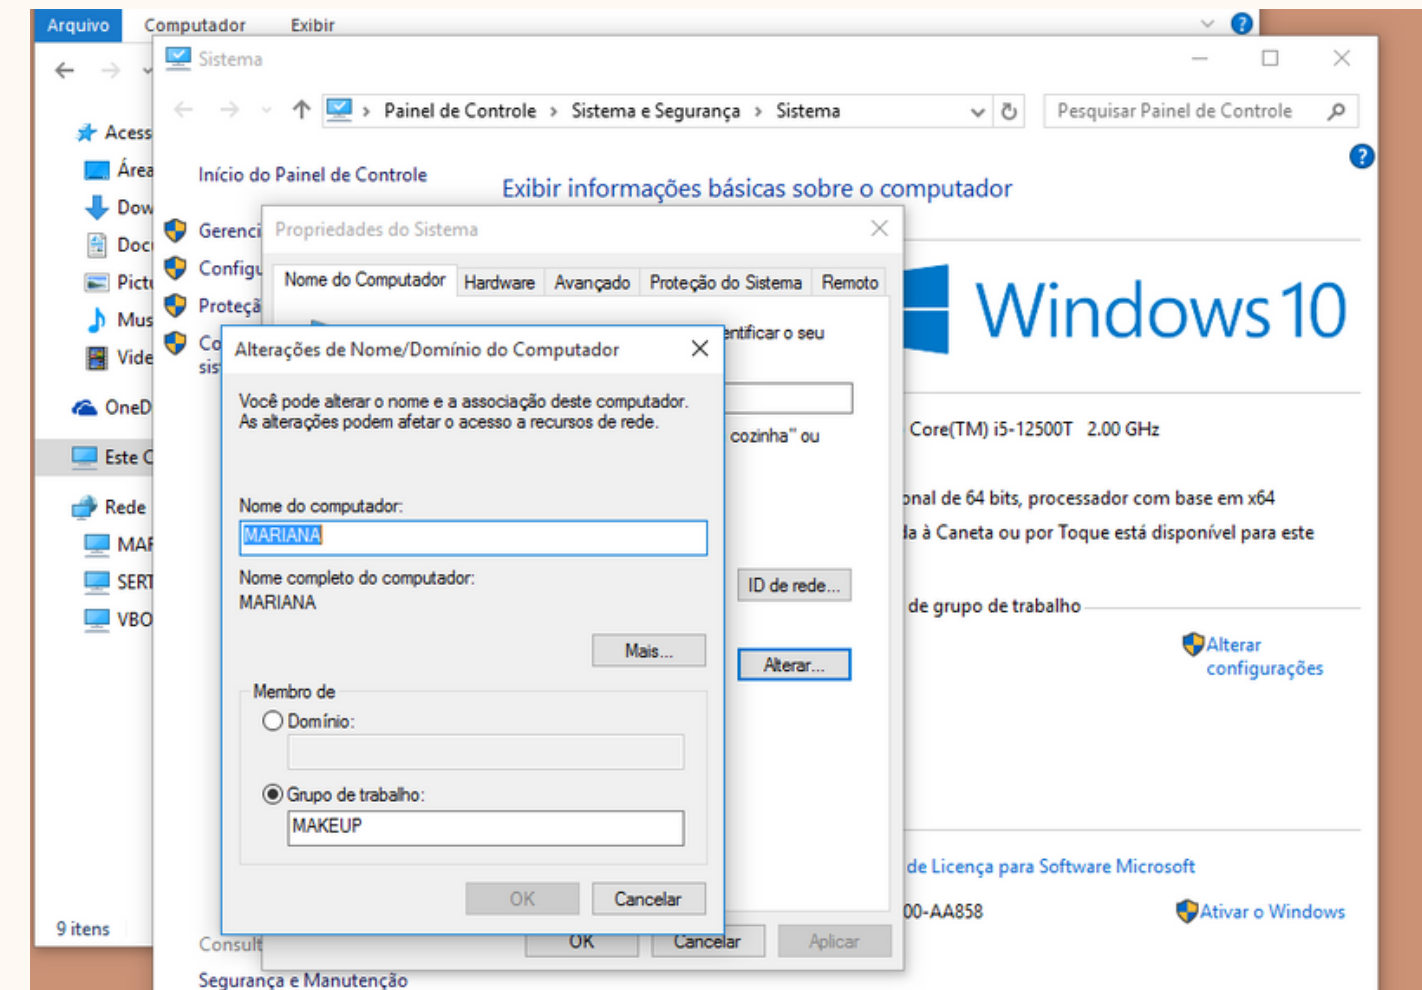 Arquivo Computador Exibir
Sistema
Painel de Controle Sistema e Segurança Sistema
Pesquisar Painel de Controle
Acess
Área
Dow
Doc
Pictu
Mus
Vide
OneD
Este C
Rede
MAR
SERT
VBO
9 itens
Início do Painel de Controle
Gerenci
Configu
Proteçã
Co
sis
Consult
Segurança e Manutenção
Exibir informações básicas sobre o computador
Windows 10
Core(TM) i5-12500T 2.00 GHz
onal de 64 bits, processador com base em x64
da à Caneta ou por Toque está disponível para este
de grupo de trabalho
Alterar
configurações
de Licença para Software Microsoft
00-AA858
Ativar o Windows
Propriedades do Sistema
Nome do Computador Hardware Avançado Proteção do Sistema Remoto
entificar o seu
cozinha" ou
ID de rede...
Alterar...
OK Cancelar Aplicar
Alterações de Nome/Domínio do Computador
Você pode alterar o nome e a associação deste computador.
As alterações podem afetar o acesso a recursos de rede.
Nome do computador:
MARIANA
Nome completo do computador:
MARIANA
Mais...
Membro de
Domínio:
Grupo de trabalho:
MAKEUP
OK Cancelar